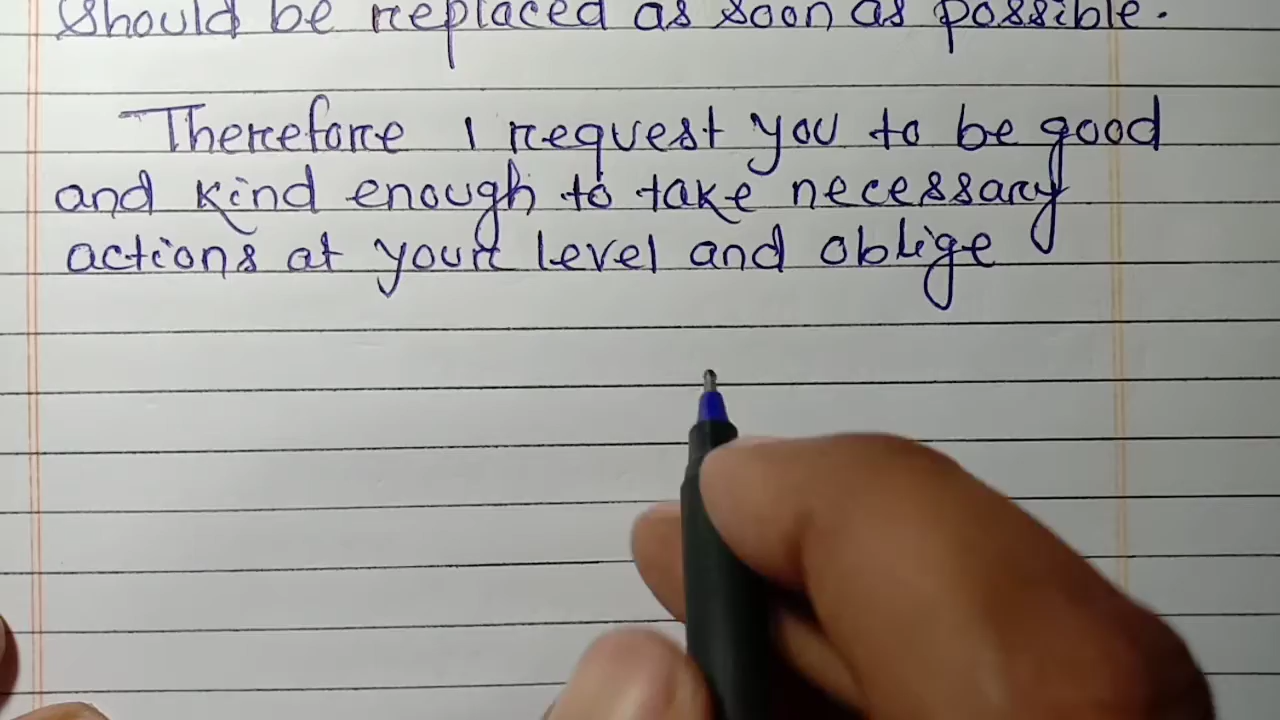 should be replaced as soon as possible.
Therefore I request you to be good
and kind enough to take necessary
actions at your level and oblige